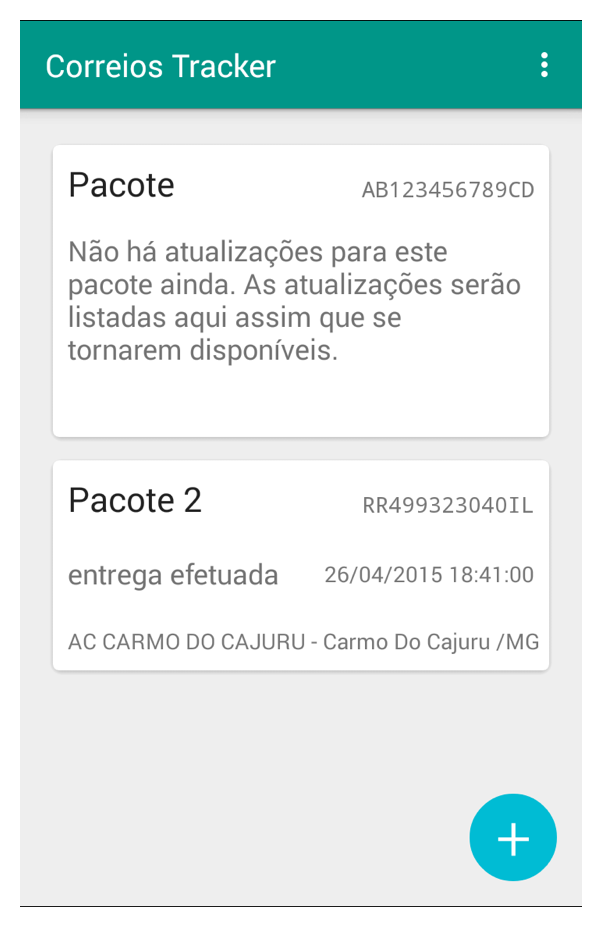 Correios Tracker
Pacote AB123456789CD
Não há atualizações para este
pacote ainda. As atualizações serão
listadas aqui assim que se
tornarem disponíveis.
Pacote 2 RR499323040IL
entrega efetuada 26/04/2015 18:41:00
AC CARMO DO CAJURU - Carmo Do Cajuru /MG